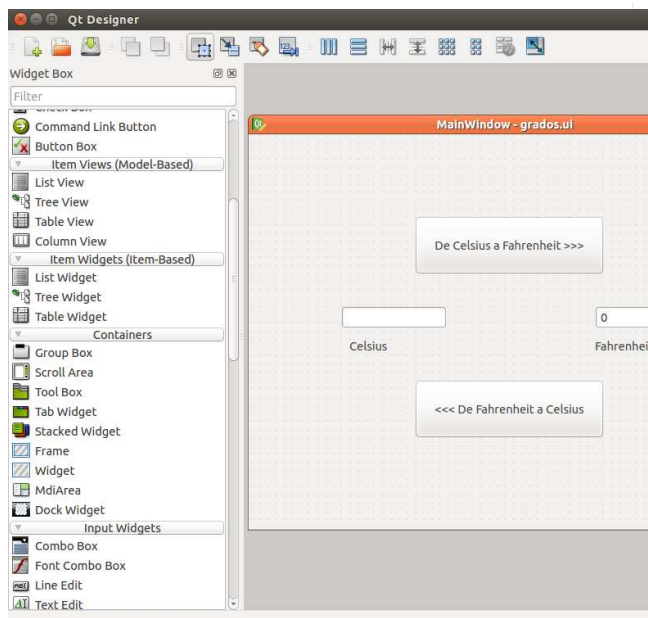 Qt Designer
Widget Box
Filter
Check Box
Command Link Button
Button Box
Item Views (Model-Based)
List View
Tree View
Table View
Column View
Item Widgets (Item-Based)
List Widget
Tree Widget
Table Widget
Containers
Group Box
Scroll Area
Tool Box
Tab Widget
Stacked Widget
Frame
Widget
MdiArea
Dock Widget
Input Widgets
Combo Box
Font Combo Box
Line Edit
Text Edit
MainWindow - grados.ui
De Celsius a Fahrenheit >>>
0
Celsius
Fahrenhei
<<< De Fahrenheit a Celsius